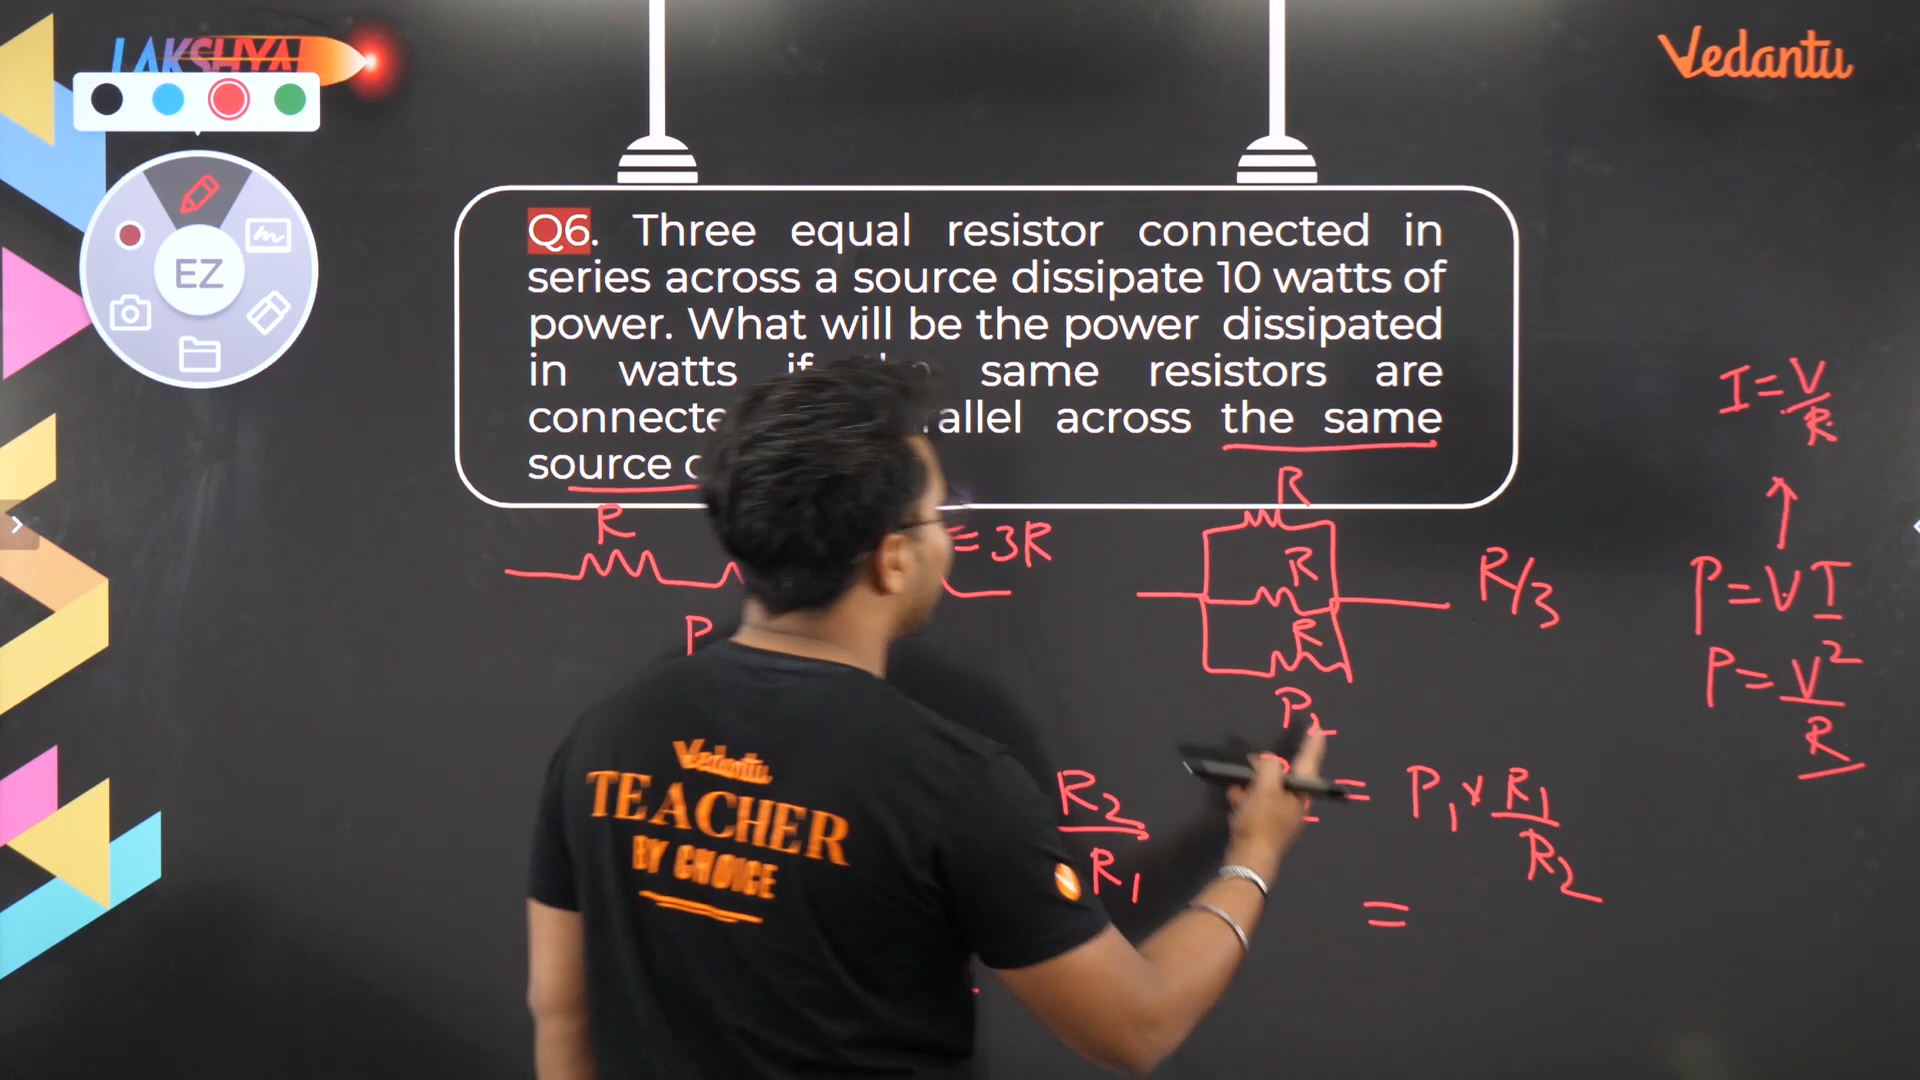 LAKSHYA
Vedantu
EZ
Q6. Three equal resistor connected in
series across a source dissipate 10 watts of
power. What will be the power dissipated
in watts if same resistors are
connecte allel across the same
source
I = V/R
R
R
= 3R
R
R
R/3
P = VI
P
P = V²/R
P₂
R₂/R₁
= P₁ × R₁/R₂
=
Vedantu
TEACHER
BY CHOICE